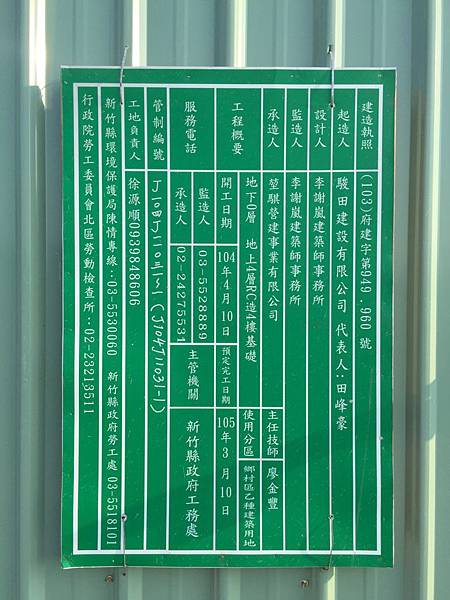 建造執照 (103)府建字第949.960 號
起造人 駿田建設有限公司 代表人:田峰豪
設計人 李謝嵐建築師事務所
監造人 李謝嵐建築師事務所
承造人 堃騏營建事業有限公司 主任技師 廖金豐
工程概要 地下0層 地上4層RC造4樓基礎 使用分區 鄉村區乙種建築用地
開工日期 104年4月10日 預定完工日期 105年3月10日
服務電話 監造人 03-5528889 主管機關 新竹縣政府工務處
承造人 02-24275531
管制編號 (J104J11031-1)
工地負責人 徐源順0939848606
新竹縣環境保護局陳情專線:03-5530060 新竹縣政府勞工處 03-5518101
行政院勞工委員會北區勞動檢查所:02-23213511